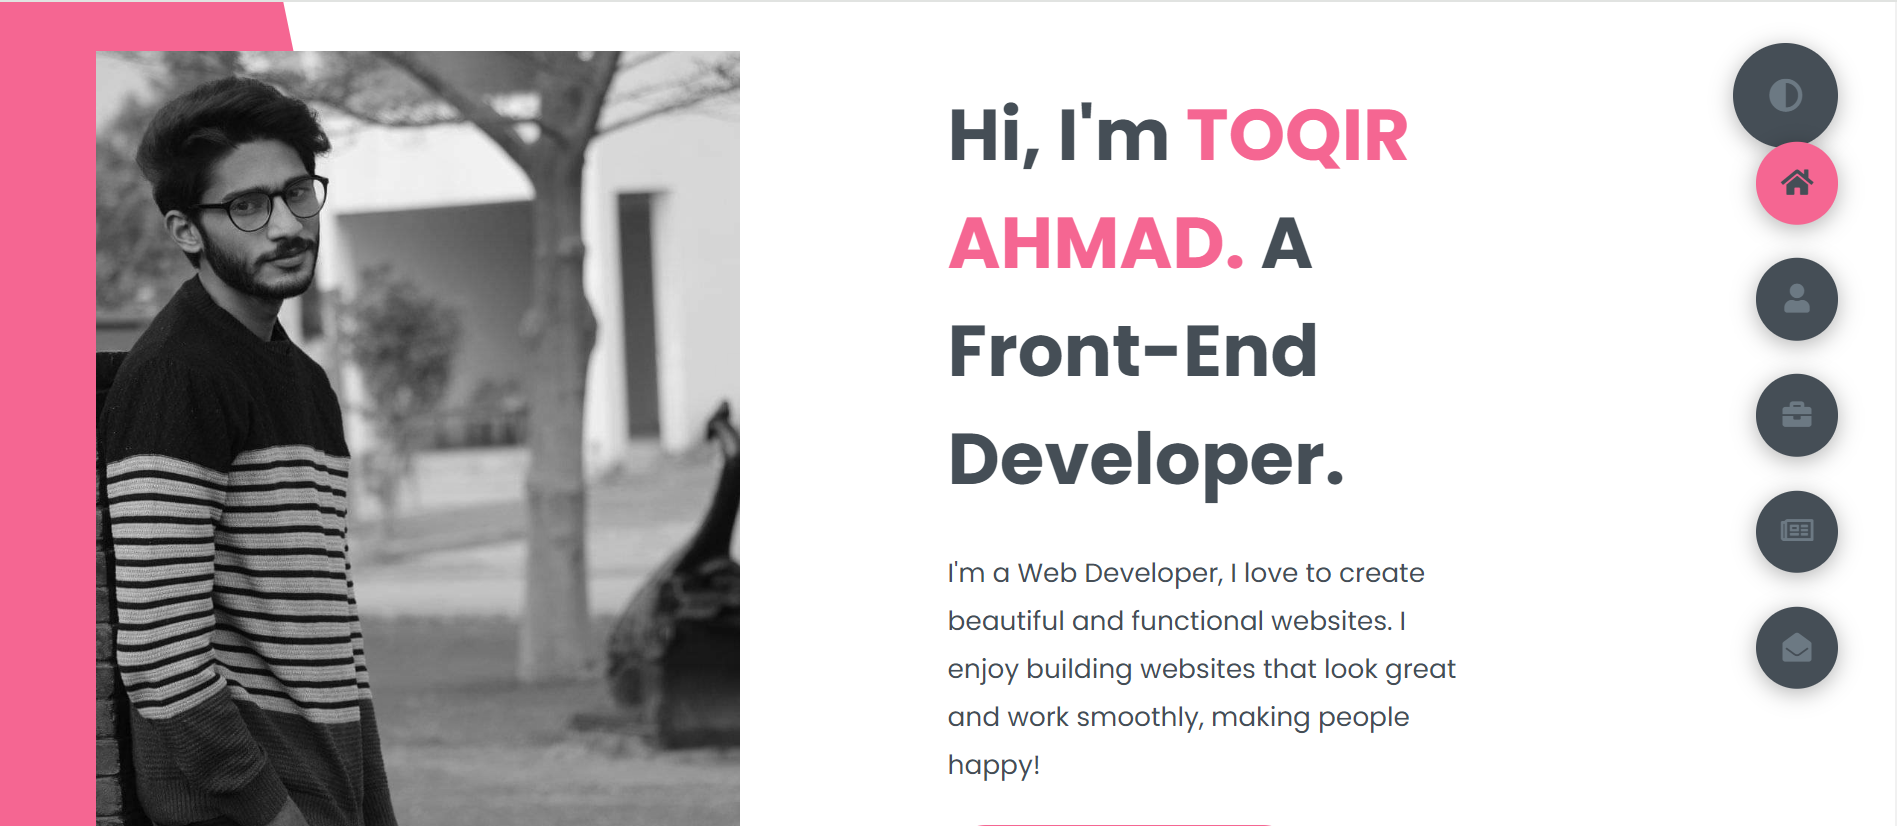 Hi, I'm TOQIR
AHMAD. A
Front-End
Developer.
I'm a Web Developer, I love to create
beautiful and functional websites. I
enjoy building websites that look great
and work smoothly, making people
happy!